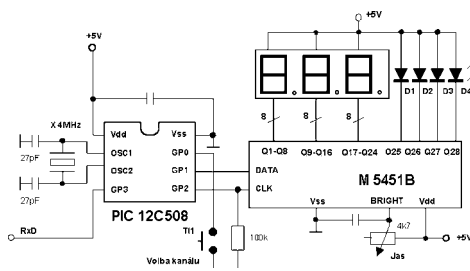 +5V
+5V
X 4MHz
27pF
27pF
Vdd
Vss
OSC1
GP0
OSC2
GP1
GP3
GP2
PIC 12C508
RxD
Tl1
Volba kanálu
100k
8
8
8
D1
D2
D3
D4
Q1-Q8
Q9-Q16
Q17-Q24
Q25
Q26
Q27
Q28
DATA
CLK
M 5451B
Vss
BRIGHT
Vdd
4k7
Jas
+5V